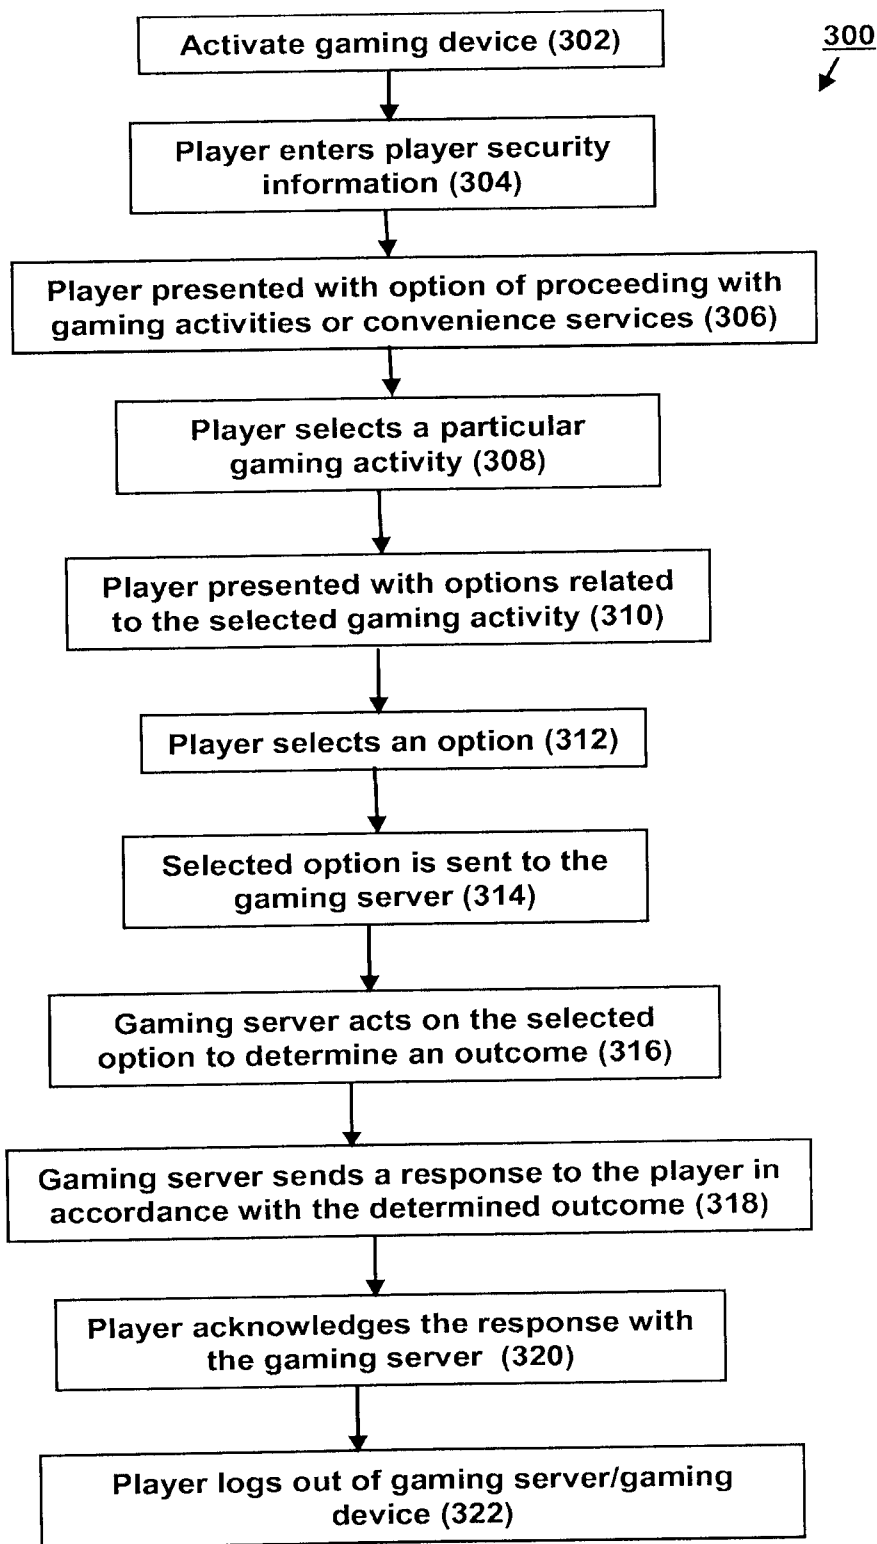 Activate gaming device (302)
300
Player enters player security
information (304)
Player presented with option of proceeding with
gaming activities or convenience services (306)
Player selects a particular
gaming activity (308)
Player presented with options related
to the selected gaming activity (310)
Player selects an option (312)
Selected option is sent to the
gaming server (314)
Gaming server acts on the selected
option to determine an outcome (316)
Gaming server sends a response to the player in
accordance with the determined outcome (318)
Player acknowledges the response with
the gaming server (320)
Player logs out of gaming server/gaming
device (322)